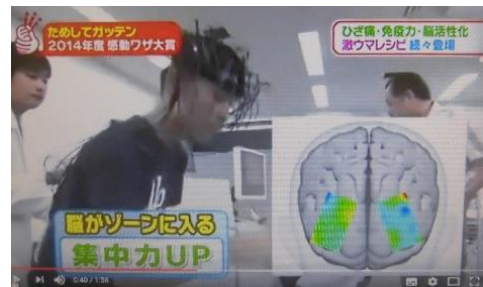 ためしてガッテン
2014年度 感動ワザ大賞
ひざ痛・免疫力・脳活性化
激ウマレシピ 続々登場
脳がゾーンに入る
集中力UP
0:40 / 1:56